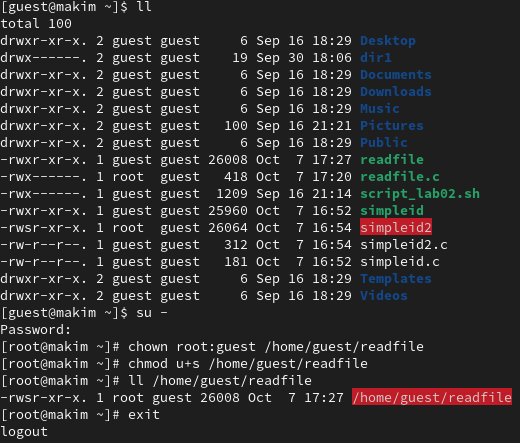 [guest@makim ~]$ ll
total 100
drwxr-xr-x. 2 guest guest     6 Sep 16 18:29 Desktop
drwx------. 2 guest guest    19 Sep 30 18:06 dir1
drwxr-xr-x. 2 guest guest     6 Sep 16 18:29 Documents
drwxr-xr-x. 2 guest guest     6 Sep 16 18:29 Downloads
drwxr-xr-x. 2 guest guest     6 Sep 16 18:29 Music
drwxr-xr-x. 2 guest guest   100 Sep 16 21:21 Pictures
drwxr-xr-x. 2 guest guest     6 Sep 16 18:29 Public
-rwxr-xr-x. 1 guest guest 26008 Oct  7 17:27 readfile
-rwx------. 1 root  guest   418 Oct  7 17:20 readfile.c
-rwx------. 1 guest guest  1209 Sep 16 21:14 script_lab02.sh
-rwxr-xr-x. 1 guest guest 25960 Oct  7 16:52 simpleid
-rwsr-xr-x. 1 root  guest 26064 Oct  7 16:54 simpleid2
-rw-r--r--. 1 guest guest   312 Oct  7 16:54 simpleid2.c
-rw-r--r--. 1 guest guest   181 Oct  7 16:52 simpleid.c
drwxr-xr-x. 2 guest guest     6 Sep 16 18:29 Templates
drwxr-xr-x. 2 guest guest     6 Sep 16 18:29 Videos
[guest@makim ~]$ su -
Password:
[root@makim ~]# chown root:guest /home/guest/readfile
[root@makim ~]# chmod u+s /home/guest/readfile
[root@makim ~]# ll /home/guest/readfile
-rwsr-xr-x. 1 root guest 26008 Oct  7 17:27 /home/guest/readfile
[root@makim ~]# exit
logout